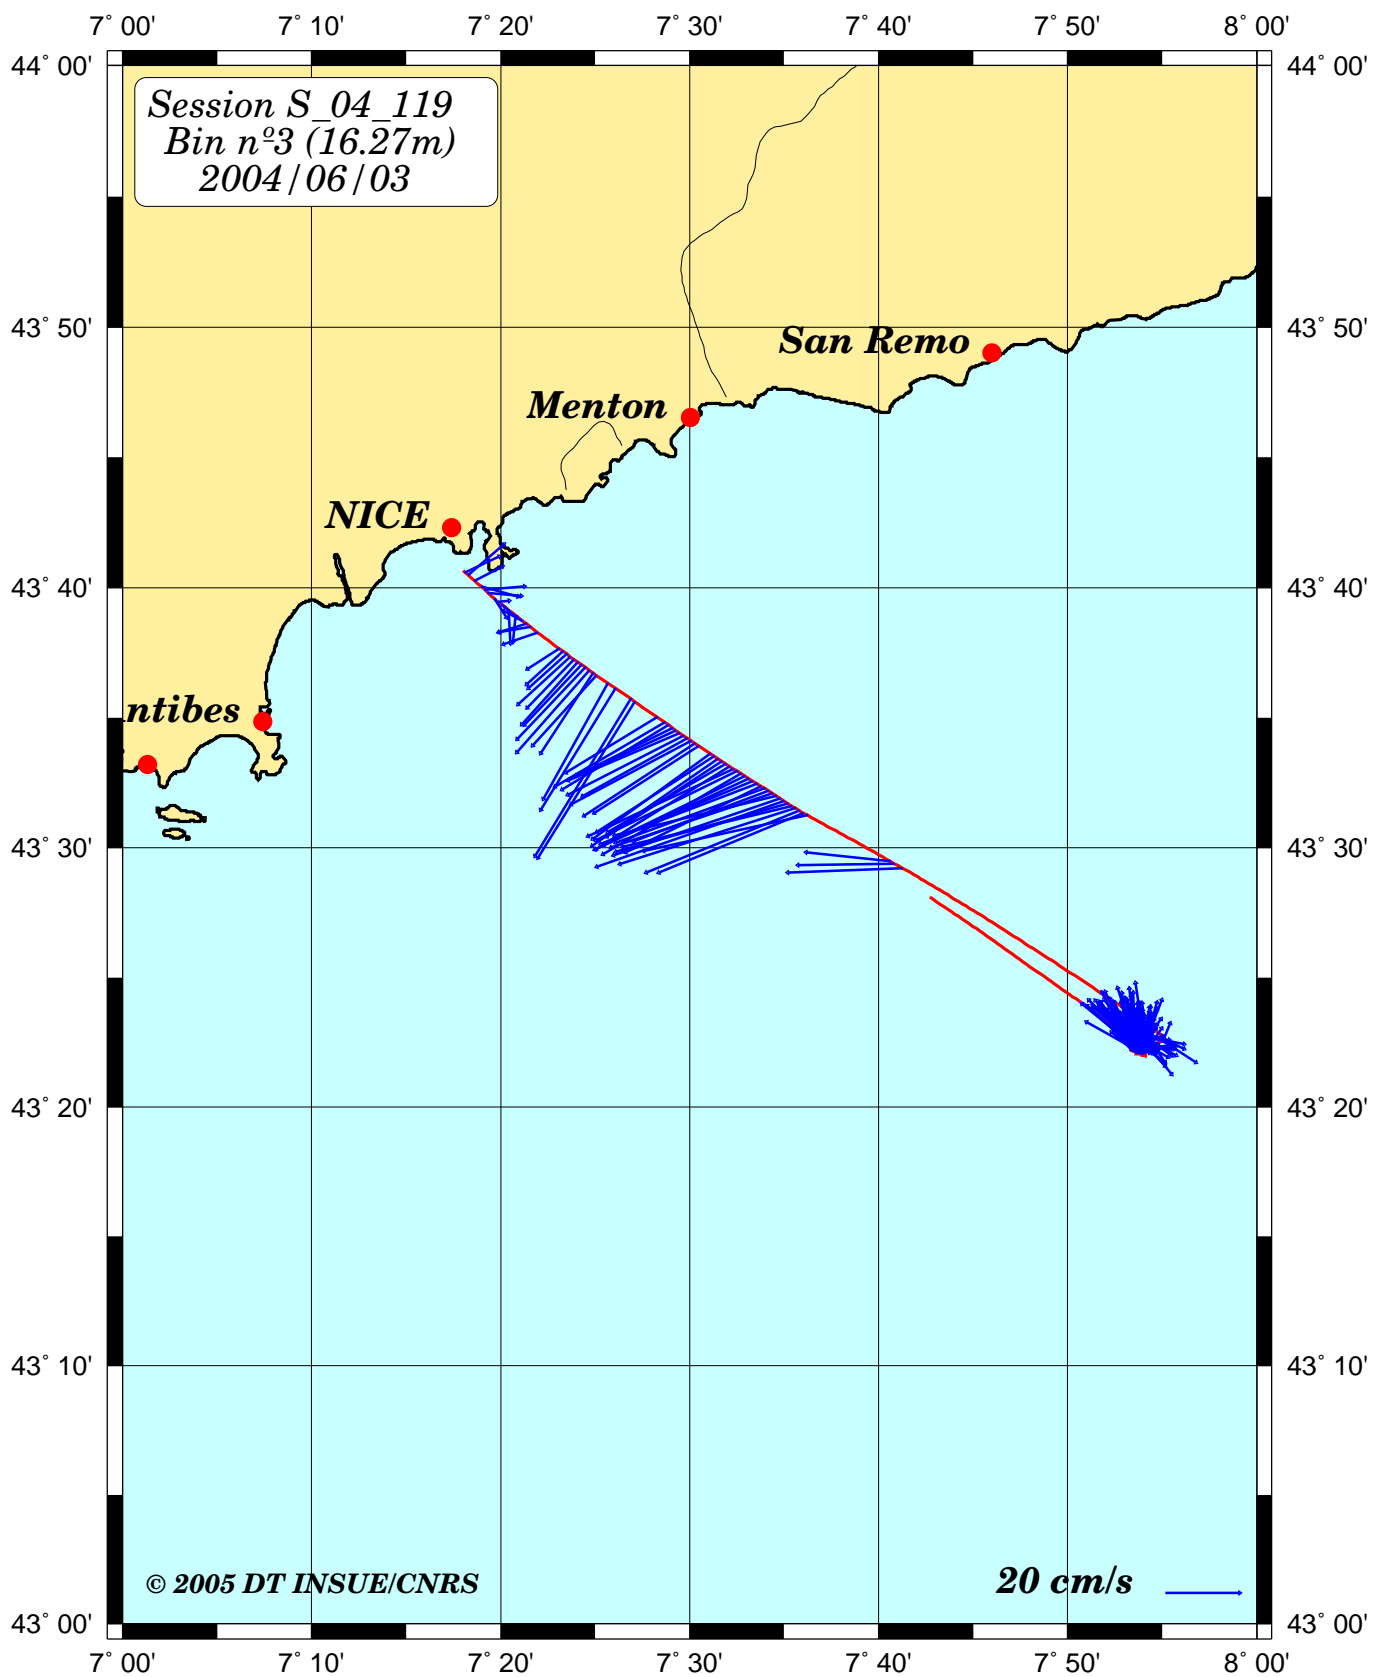 7° 00' 7° 10' 7° 20' 7° 30' 7° 40' 7° 50' 8° 00'
44° 00' 44° 00'
Session S_04_119
Bin nº3 (16.27m)
2004/06/03
43° 50' 43° 50'
San Remo
Menton
NICE
43° 40' 43° 40'
ntibes
43° 30' 43° 30'
43° 20' 43° 20'
43° 10' 43° 10'
© 2005 DT INSUE/CNRS
20 cm/s
43° 00' 43° 00'
7° 00' 7° 10' 7° 20' 7° 30' 7° 40' 7° 50' 8° 00'